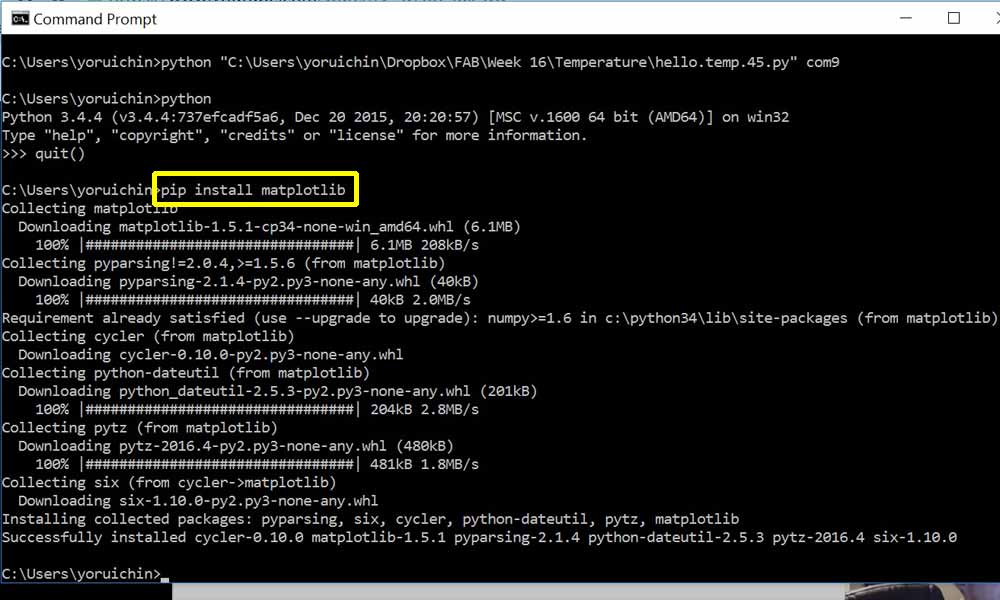 Command Prompt
C:\Users\yoruichin>python "C:\Users\yoruichin\Dropbox\FAB\Week 16\Temperature\hello.temp.45.py" com9
C:\Users\yoruichin>python
Python 3.4.4 (v3.4.4:737efcadf5a6, Dec 20 2015, 20:20:57) [MSC v.1600 64 bit (AMD64)] on win32
Type "help", "copyright", "credits" or "license" for more information.
>>> quit()
C:\Users\yoruichin>pip install matplotlib
Collecting matplotlib
Downloading matplotlib-1.5.1-cp34-none-win_amd64.whl (6.1MB)
100% |################################| 6.1MB 208kB/s
Collecting pyparsing!=2.0.4,>=1.5.6 (from matplotlib)
Downloading pyparsing-2.1.4-py2.py3-none-any.whl (40kB)
100% |################################| 40kB 2.0MB/s
Requirement already satisfied (use --upgrade to upgrade): numpy>=1.6 in c:\python34\lib\site-packages (from matplotlib)
Collecting cycler (from matplotlib)
Downloading cycler-0.10.0-py2.py3-none-any.whl
Collecting python-dateutil (from matplotlib)
Downloading python_dateutil-2.5.3-py2.py3-none-any.whl (201kB)
100% |################################| 204kB 2.8MB/s
Collecting pytz (from matplotlib)
Downloading pytz-2016.4-py2.py3-none-any.whl (480kB)
100% |################################| 481kB 1.8MB/s
Collecting six (from cycler->matplotlib)
Downloading six-1.10.0-py2.py3-none-any.whl
Installing collected packages: pyparsing, six, cycler, python-dateutil, pytz, matplotlib
Successfully installed cycler-0.10.0 matplotlib-1.5.1 pyparsing-2.1.4 python-dateutil-2.5.3 pytz-2016.4 six-1.10.0
C:\Users\yoruichin>_